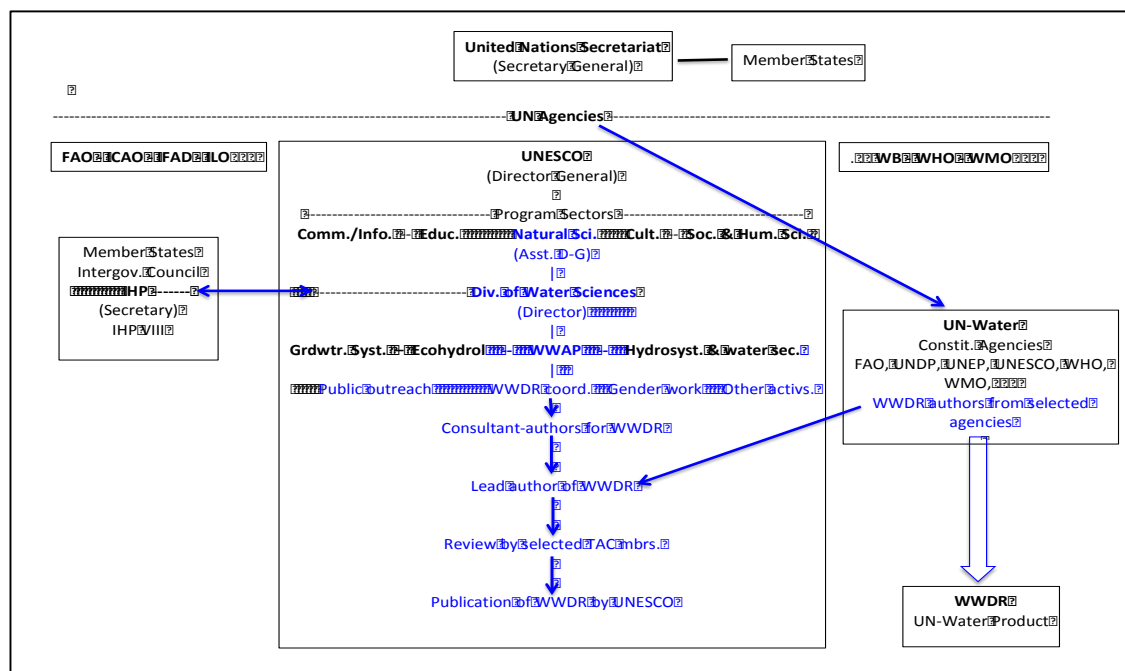 United Nations Secretariat
(Secretary General)
Member States
UN Agencies
FAO - ICAO - IFAD - ILO
. WB - WHO - WMO
UNESCO
(Director General)
Program Sectors
Comm./Info. - Educ. Natural Sci. Cult. - Soc. & Hum. Sci.
(Asst. D-G)
|
Member States
Intergov. Council
IHP ------
(Secretary)
IHP VIII
Div. of Water Sciences
(Director)
|
Grdwtr. Syst. - Ecohydrol - WWAP - Hydrosyst. & water sec.
|
Public outreach WWDR coord. Gender work Other activs.
Consultant-authors for WWDR
Lead author of WWDR
Review by selected TAC mbrs.
Publication of WWDR by UNESCO
UN-Water
Constit. Agencies
FAO, UNDP, UNEP, UNESCO, WHO,
WMO,
WWDR authors from selected
agencies
WWDR
UN-Water Product